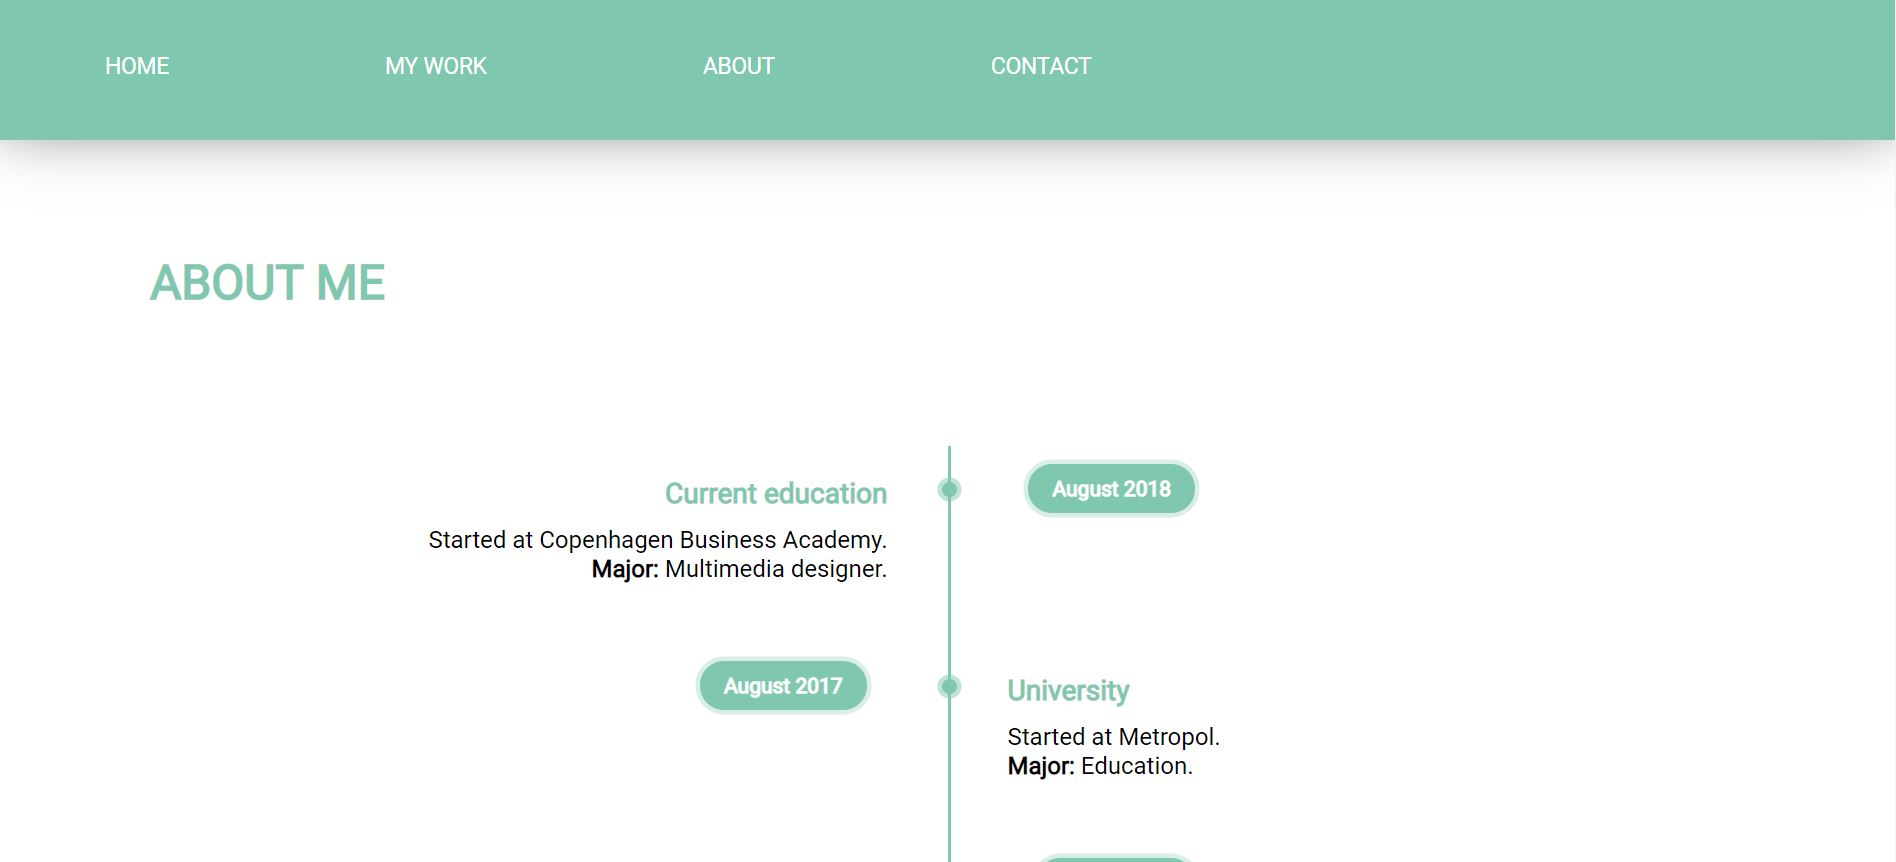 HOME MY WORK ABOUT CONTACT
ABOUT ME
Current education
August 2018
Started at Copenhagen Business Academy.
Major: Multimedia designer.
August 2017
University
Started at Metropol.
Major: Education.